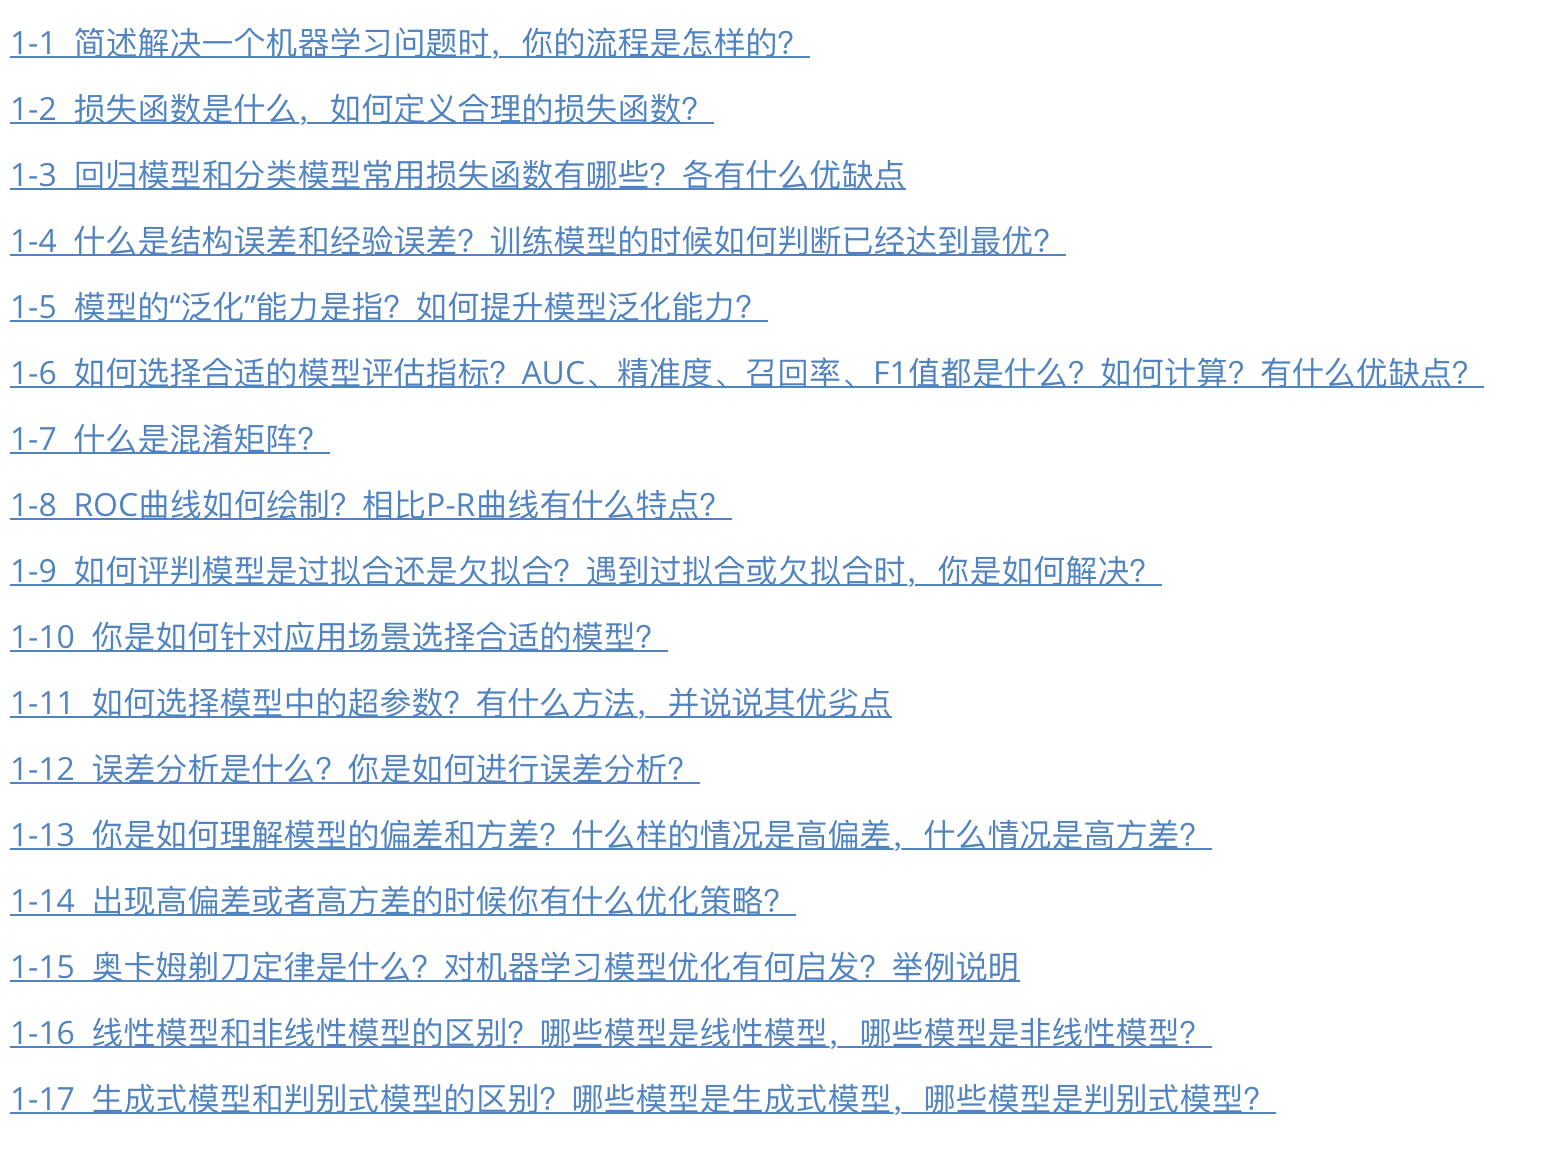 1-1 简述解决一个机器学习问题时，你的流程是怎样的？
1-2 损失函数是什么，如何定义合理的损失函数？
1-3 回归模型和分类模型常用损失函数有哪些？各有什么优缺点
1-4 什么是结构误差和经验误差？训练模型的时候如何判断已经达到最优？
1-5 模型的“泛化”能力是指？如何提升模型泛化能力？
1-6 如何选择合适的模型评估指标？AUC、精准度、召回率、F1值都是什么？如何计算？有什么优缺点？
1-7 什么是混淆矩阵？
1-8 ROC曲线如何绘制？相比P-R曲线有什么特点？
1-9 如何评判模型是过拟合还是欠拟合？遇到过拟合或欠拟合时，你是如何解决？
1-10 你是如何针对应用场景选择合适的模型？
1-11 如何选择模型中的超参数？有什么方法，并说说其优劣点
1-12 误差分析是什么？你是如何进行误差分析？
1-13 你是如何理解模型的偏差和方差？什么样的情况是高偏差，什么情况是高方差？
1-14 出现高偏差或者高方差的时候你有什么优化策略？
1-15 奥卡姆剃刀定律是什么？对机器学习模型优化有何启发？举例说明
1-16 线性模型和非线性模型的区别？哪些模型是线性模型，哪些模型是非线性模型？
1-17 生成式模型和判别式模型的区别？哪些模型是生成式模型，哪些模型是判别式模型？